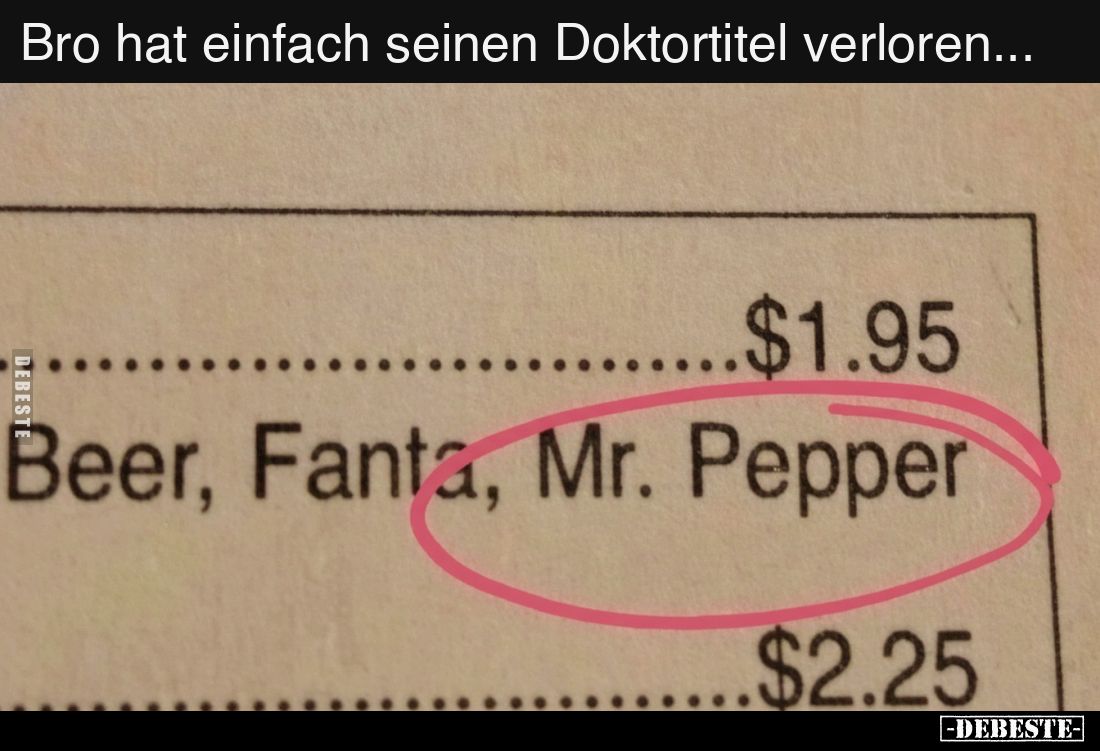 Bro hat einfach seinen Doktortitel verloren...
..............................$1.95
DEBESTE
Beer, Fanta, Mr. Pepper
..............................$2.25
-DEBESTE-